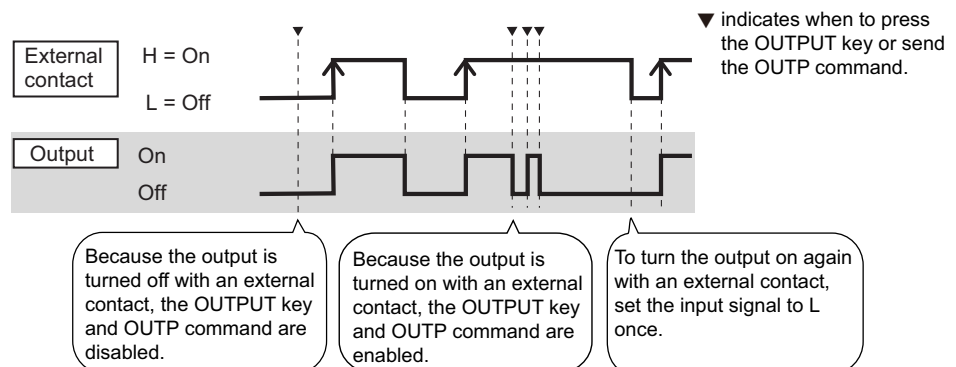 ▼ indicates when to press
the OUTPUT key or send
the OUTP command.
External
contact
H = On
L = Off
Output
On
Off
Because the output is
turned off with an external
contact, the OUTPUT key
and OUTP command are
disabled.
Because the output is
turned on with an external
contact, the OUTPUT key
and OUTP command are
enabled.
To turn the output on again
with an external contact,
set the input signal to L
once.